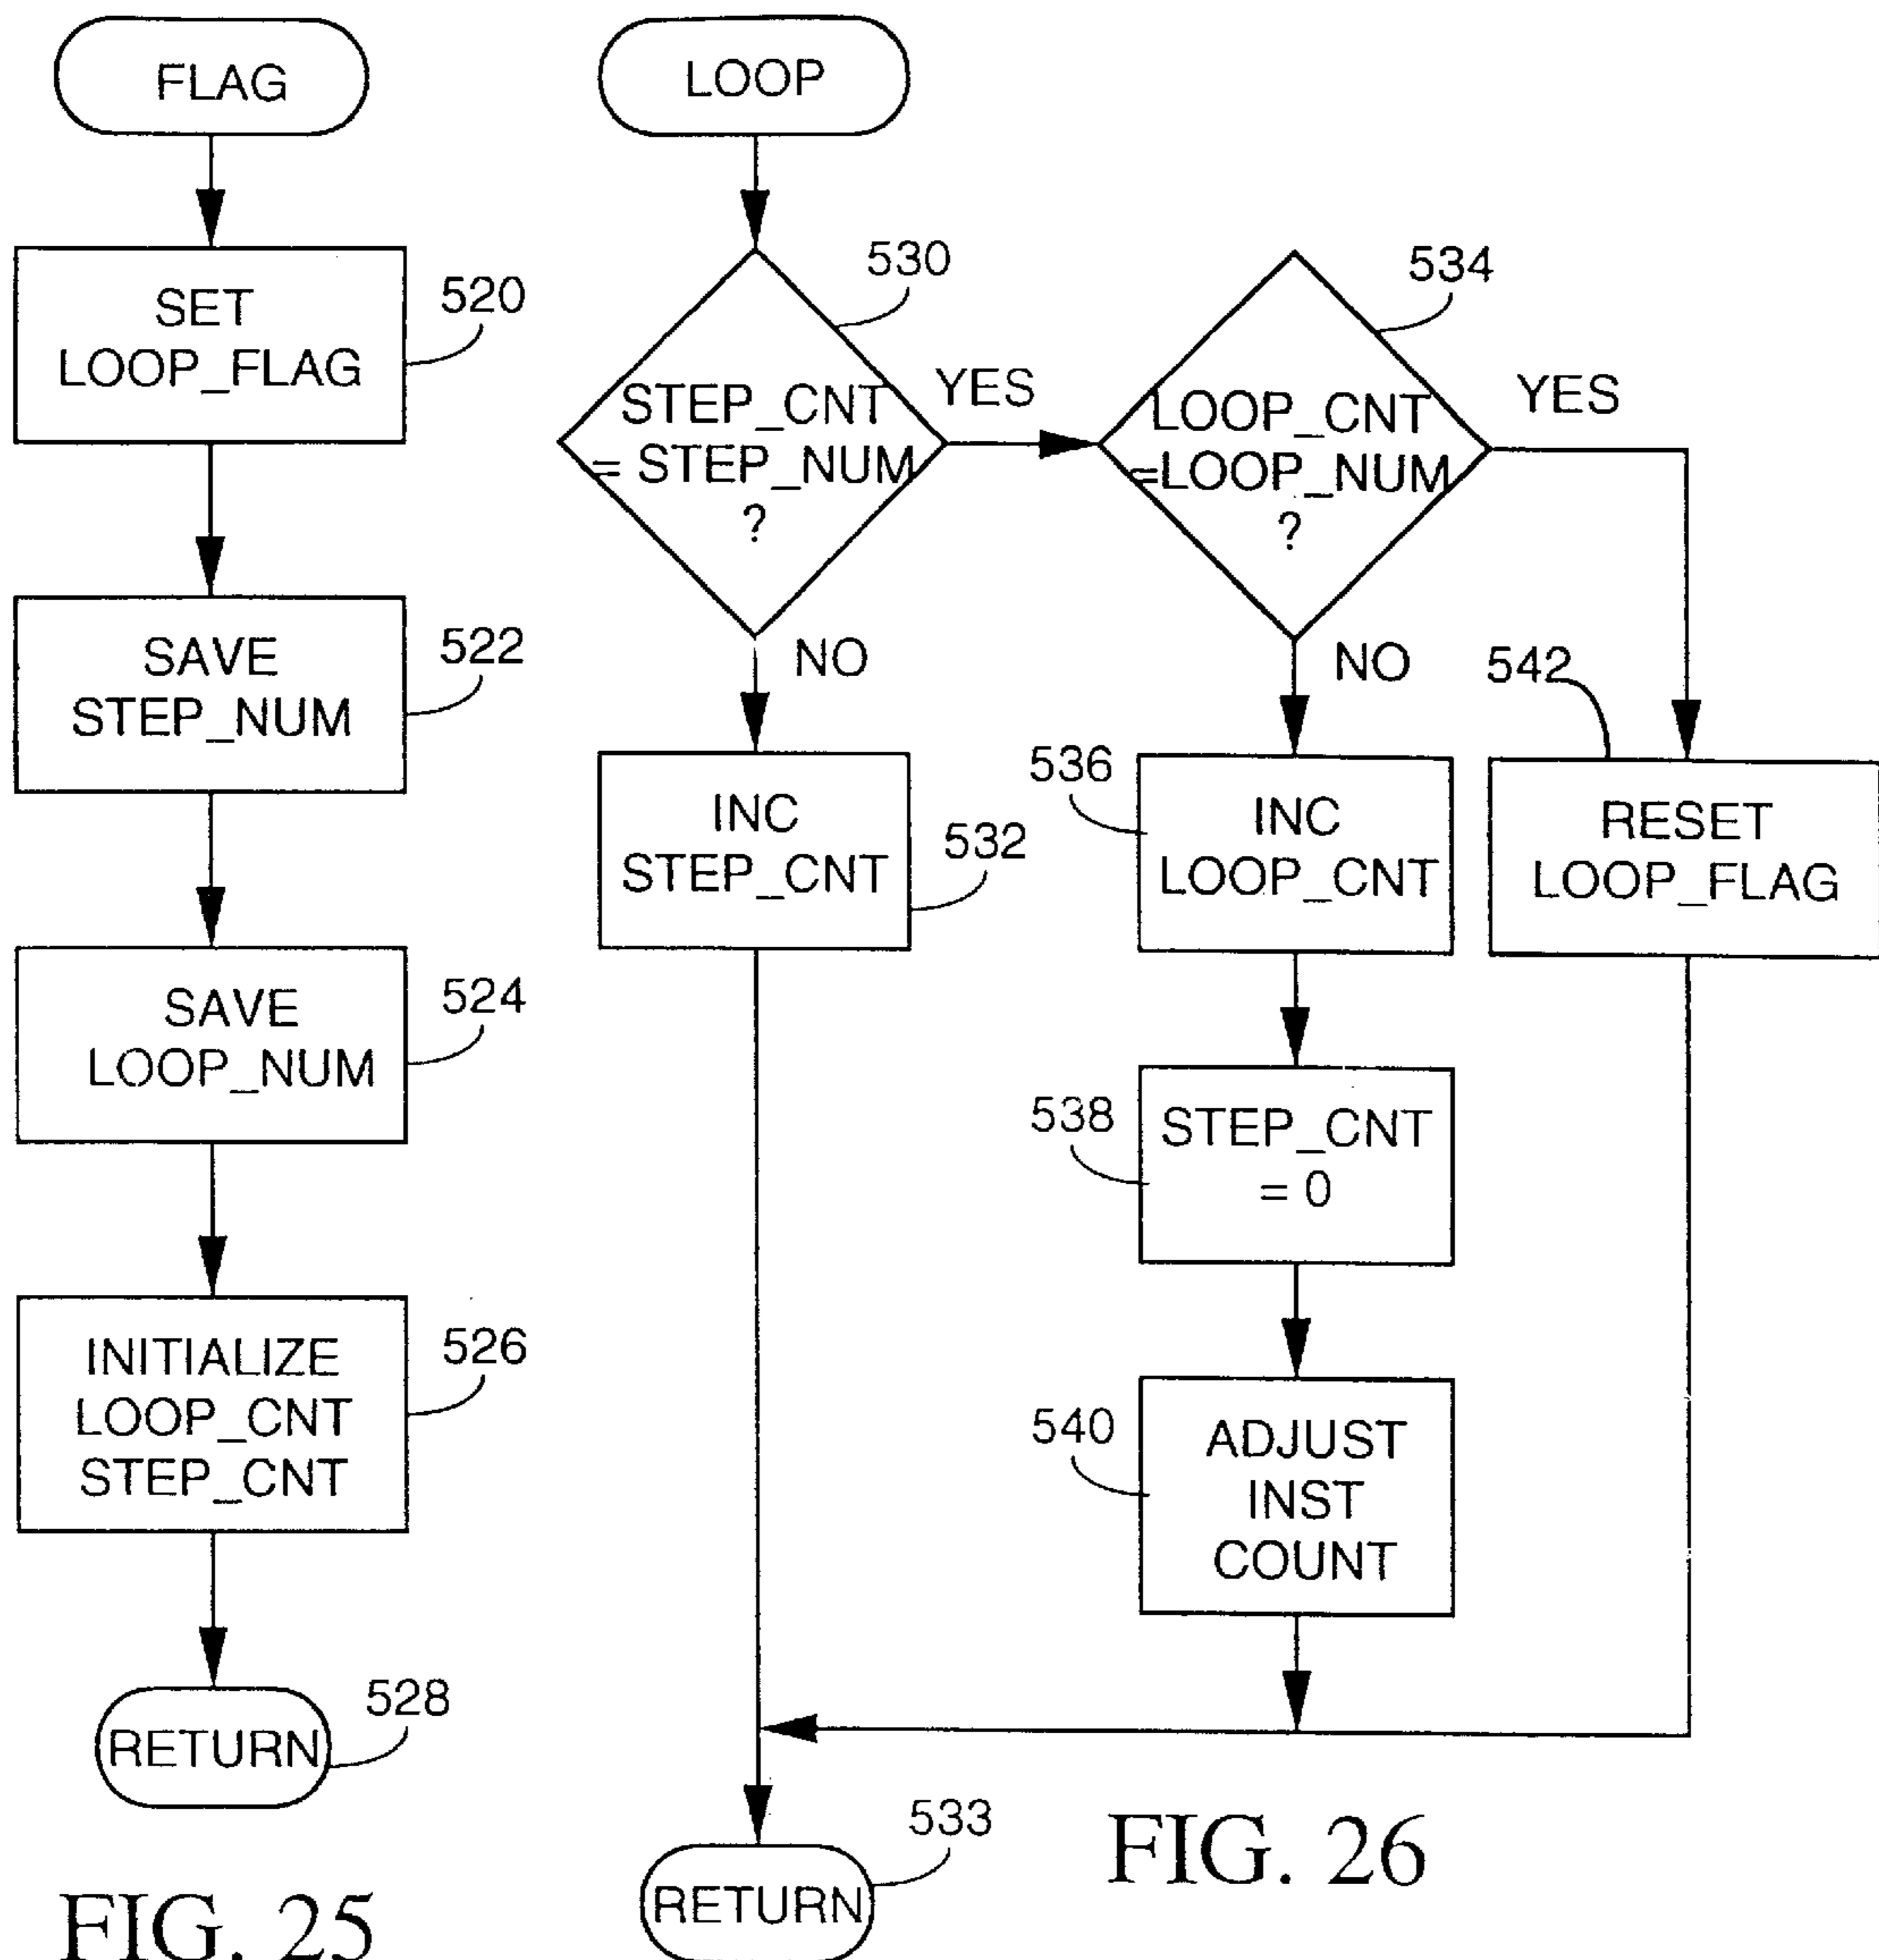 FLAG
SET
LOOP_FLAG
520
SAVE
STEP_NUM
522
SAVE
LOOP_NUM
524
INITIALIZE
LOOP_CNT
STEP_CNT
526
RETURN
528
FIG. 25
LOOP
530
STEP_CNT
= STEP_NUM
?
YES
NO
INC
STEP_CNT
532
534
LOOP_CNT
=LOOP_NUM
?
YES
NO
536
INC
LOOP_CNT
542
RESET
LOOP_FLAG
538
STEP_CNT
= 0
540
ADJUST
INST
COUNT
533
RETURN
FIG. 26